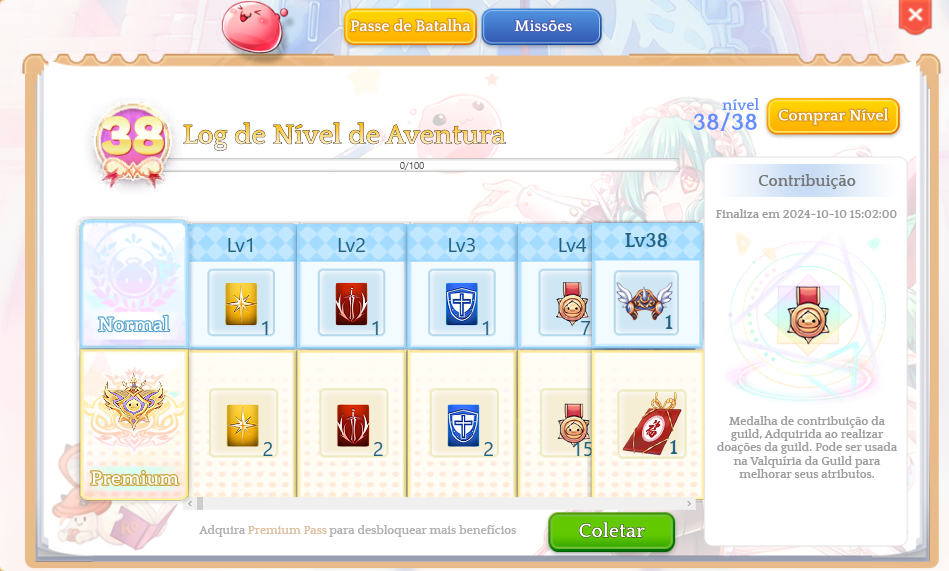 Passe de Batalha
Missões
38
Log de Nível de Aventura
nível
38/38
Comprar Nível
0/100
Contribuição
Finaliza em 2024-10-10 15:02:00
Normal
Lv1
Lv2
Lv3
Lv4
Lv38
1
1
1
7
1
Premium
2
2
2
15
福
1
Medalha de contribuição da
guild. Adquirida ao realizar
doações da guild. Pode ser usada
na Valquíria da Guild para
melhorar seus atributos.
Adquira Premium Pass para desbloquear mais benefícios
Coletar